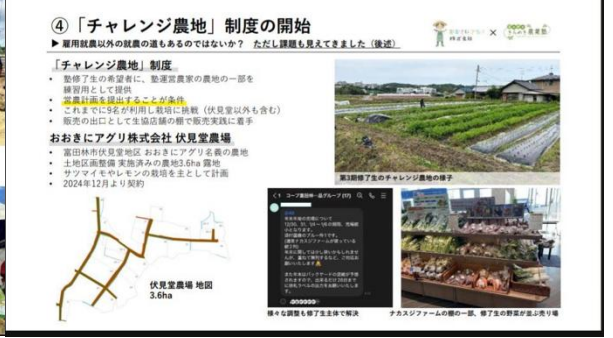 ④「チャレンジ農地」制度の開始
▶ 雇用就農以外の就農の道もあるのではないか？ ただし課題も見えてきました（後述）
「チャレンジ農地」制度
• 塾修了生の希望者に、塾運営農家の農地の一部を
練習用として提供
• 営農計画を提出することが条件
• これまでに9名が利用し栽培に挑戦（伏見堂以外も含む）
• 販売の出口として生協店舗の棚で販売実践に着手
おおきにアグリ株式会社 伏見堂農場
• 富田林市伏見堂地区 おおきにアグリ名義の農地
• 土地区画整備 実施済みの農地3.6ha 露地
• サツマイモやレモンの栽培を主として計画
• 2024年12月より契約
伏見堂農場 地図
3.6ha
×
農業塾
第3期修了生のチャレンジ農地の様子
様々な調整も修了生主体で解決
ナカスジファームの棚の一部、修了生の野菜が並ぶ売り場